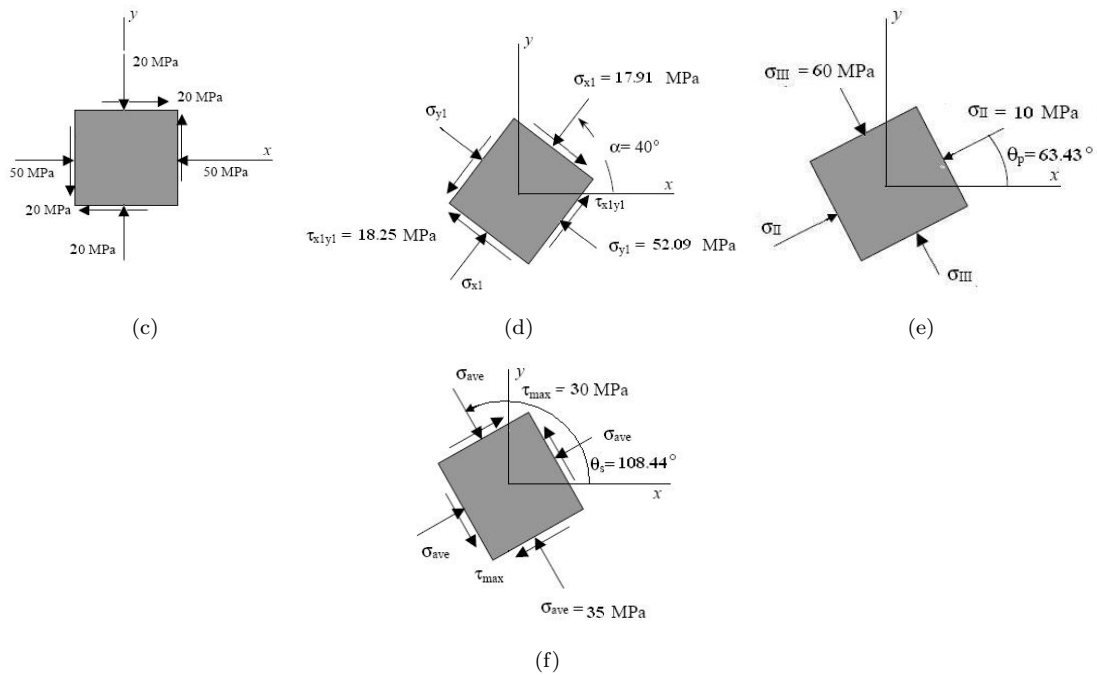 y
20 MPa
20 MPa
x
50 MPa
50 MPa
20 MPa
20 MPa
(c)
y
σx1 = 17.91 MPa
σy1
α= 40°
x
τx1y1
τx1y1 = 18.25 MPa
σy1 = 52.09 MPa
σx1
(d)
y
σIII = 60 MPa
σII = 10 MPa
θp = 63.43°
x
σII
σIII
(e)
σave
y
τmax = 30 MPa
σave
θs= 108.44°
x
σave
τmax
σave = 35 MPa
(f)